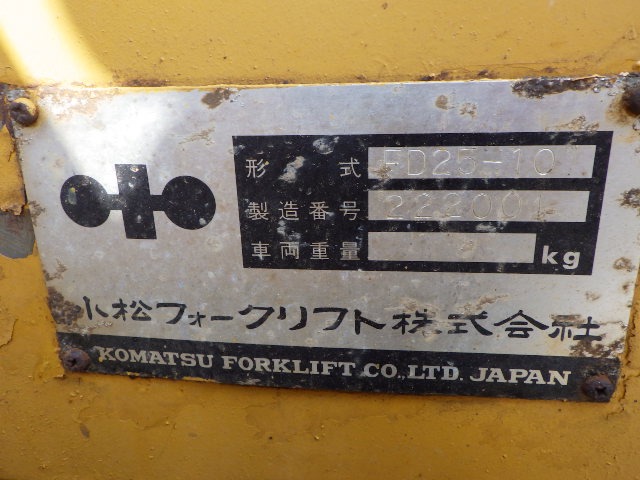 形式 FD25-10
製造番号 222001
車両重量 kg
小松フォークリフト株式会社
KOMATSU FORKLIFT CO.,LTD. JAPAN